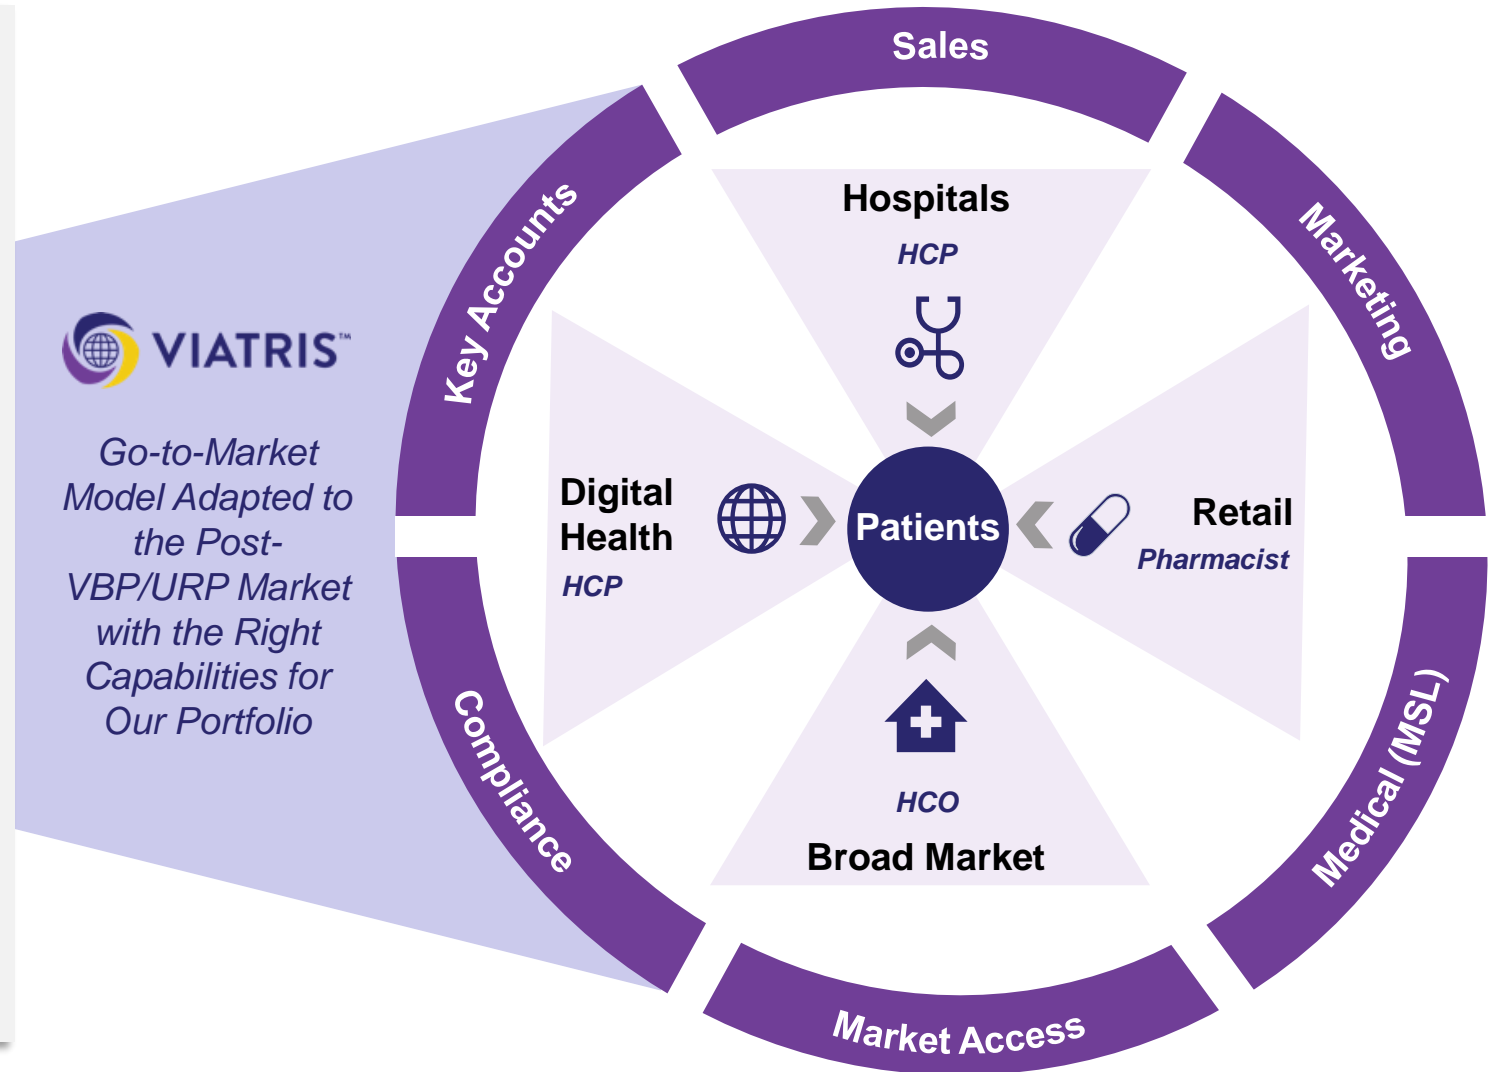 Sales
Marketing
Key Accounts
Hospitals
HCP
VIATRIS™
Go-to-Market
Model Adapted to
the Post-
VBP/URP Market
with the Right
Capabilities for
Our Portfolio
Digital
Health
HCP
Patients
Retail
Pharmacist
HCO
Broad Market
Compliance
Medical (MSL)
Market Access